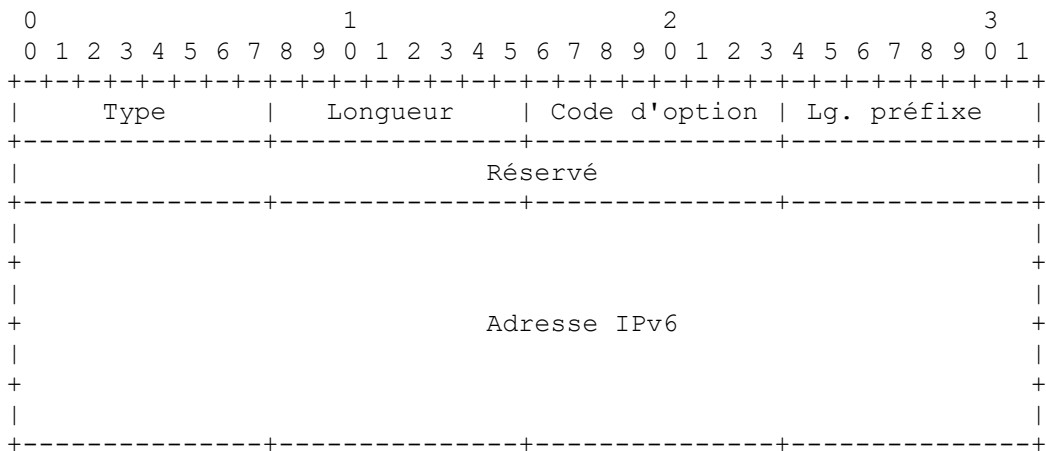 0                   1                   2                   3
0 1 2 3 4 5 6 7 8 9 0 1 2 3 4 5 6 7 8 9 0 1 2 3 4 5 6 7 8 9 0 1
+-+-+-+-+-+-+-+-+-+-+-+-+-+-+-+-+-+-+-+-+-+-+-+-+-+-+-+-+-+-+-+-+
|     Type      |   Longueur    | Code d'option | Lg. préfixe   |
+---------------+---------------+---------------+---------------+
|                             Réservé                           |
+---------------+---------------+---------------+---------------+
|                                                               |
+                                                               +
|                                                               |
+                             Adresse IPv6                      +
|                                                               |
+                                                               +
|                                                               |
+---------------+---------------+---------------+---------------+